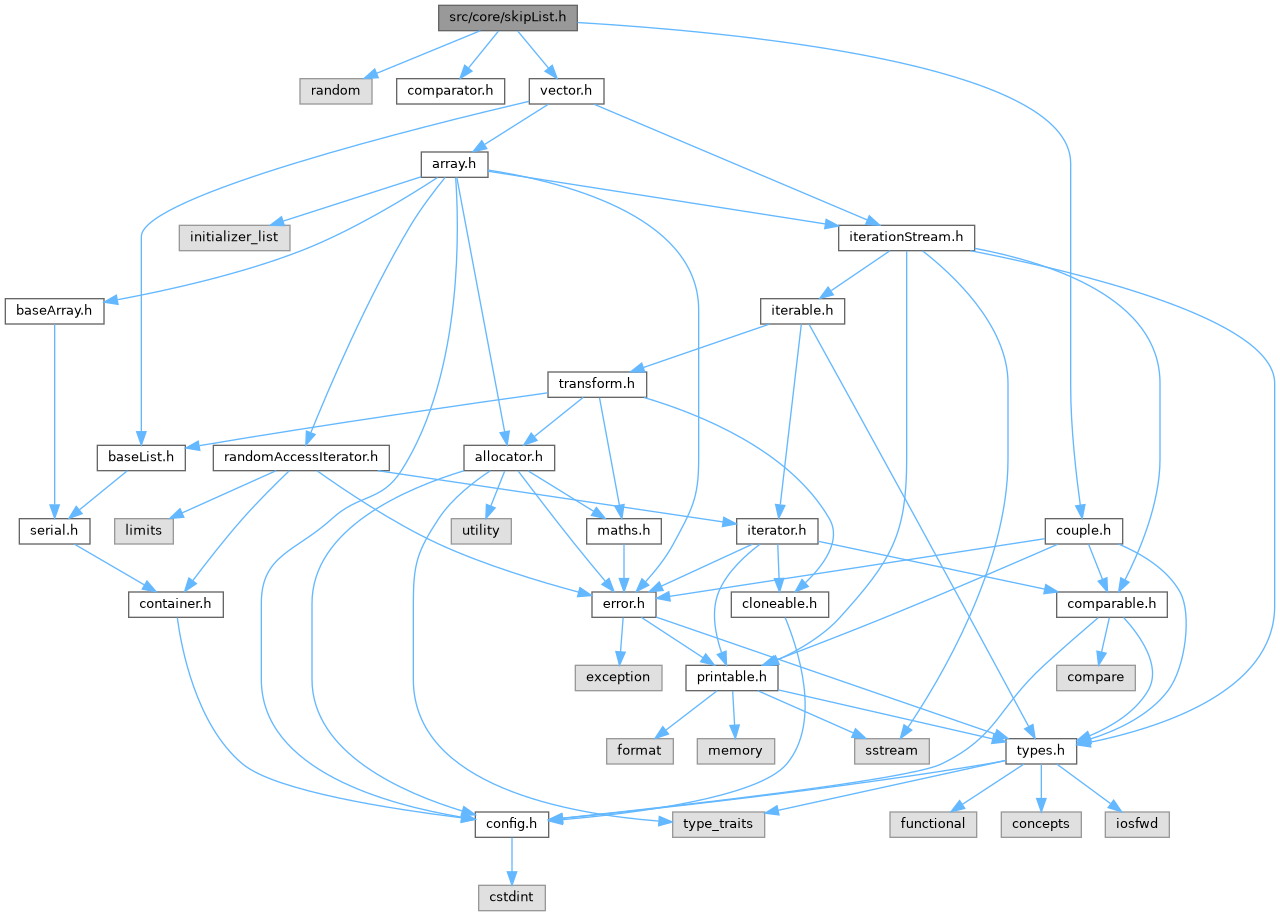 src/core/skipList.h
random
comparator.h
vector.h
array.h
initializer_list
iterationStream.h
baseArray.h
iterable.h
transform.h
baseList.h
randomAccessIterator.h
allocator.h
serial.h
limits
utility
maths.h
iterator.h
couple.h
container.h
error.h
cloneable.h
comparable.h
exception
printable.h
compare
format
memory
sstream
types.h
config.h
type_traits
functional
concepts
iosfwd
cstdint